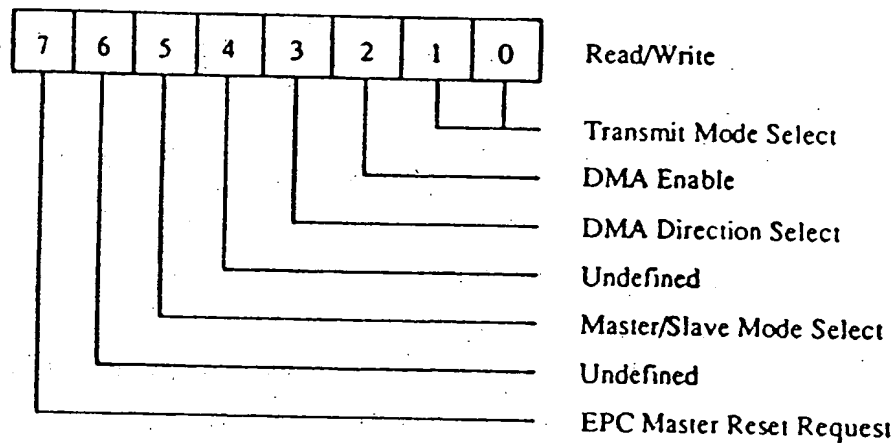 7 6 5 4 3 2 1 0 Read/Write
Transmit Mode Select
DMA Enable
DMA Direction Select
Undefined
Master/Slave Mode Select
Undefined
EPC Master Reset Request